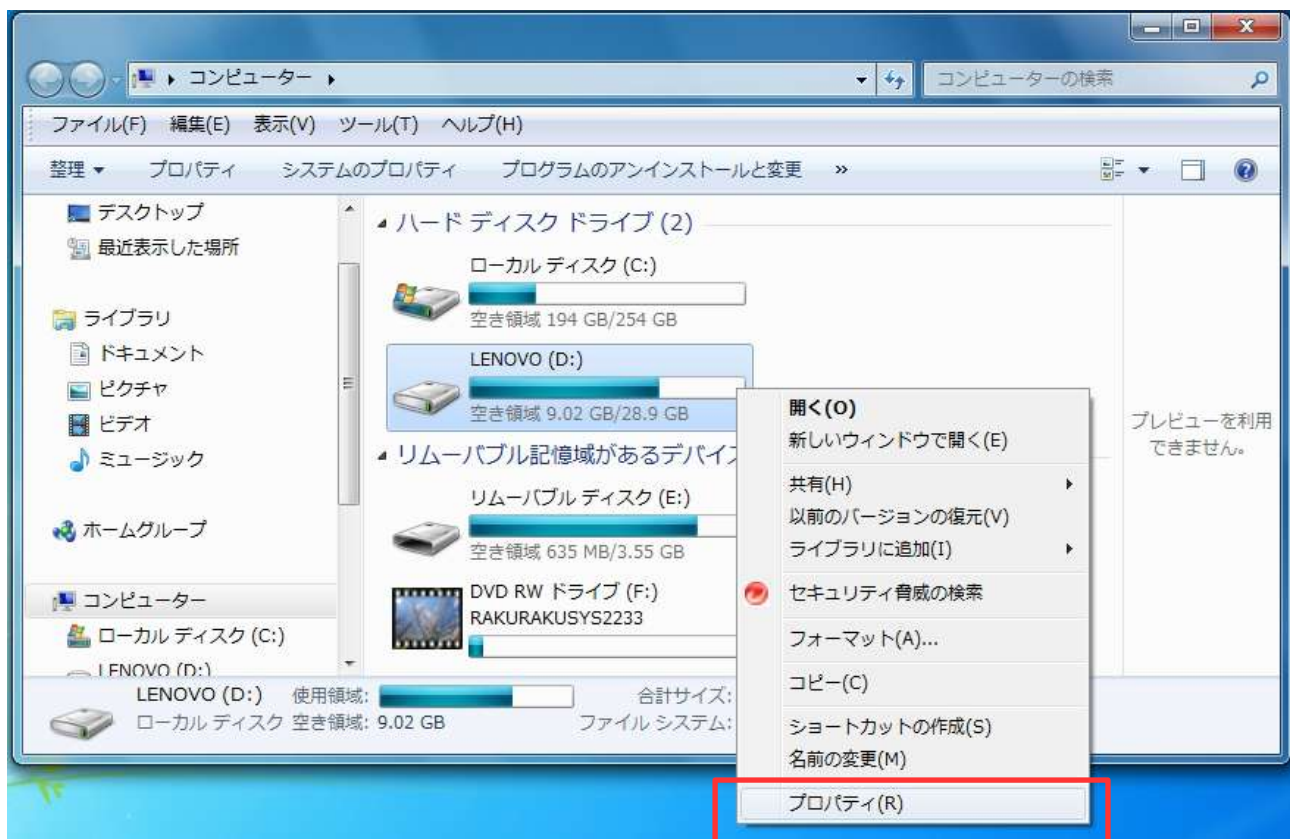 コンピューター
コンピューターの検索
ファイル(F) 編集(E) 表示(V) ツール(T) ヘルプ(H)
整理 プロパティ システムのプロパティ プログラムのアンインストールと変更 »
デスクトップ
最近表示した場所
ライブラリ
ドキュメント
ピクチャ
ビデオ
ミュージック
ホームグループ
コンピューター
ローカル ディスク (C:)
LENOVO (D:)
ハード ディスク ドライブ (2)
ローカル ディスク (C:)
空き領域 194 GB/254 GB
LENOVO (D:)
空き領域 9.02 GB/28.9 GB
リムーバブル記憶域があるデバイス
リムーバブル ディスク (E:)
空き領域 635 MB/3.55 GB
DVD RW ドライブ (F:)
RAKURAKUSYS2233
開く(O)
新しいウィンドウで開く(E)
共有(H)
以前のバージョンの復元(V)
ライブラリに追加(I)
セキュリティ脅威の検索
フォーマット(A)...
コピー(C)
ショートカットの作成(S)
名前の変更(M)
プロパティ(R)
プレビューを利用
できません。
LENOVO (D:) 使用領域: 合計サイズ:
ローカル ディスク 空き領域: 9.02 GB ファイル システム: